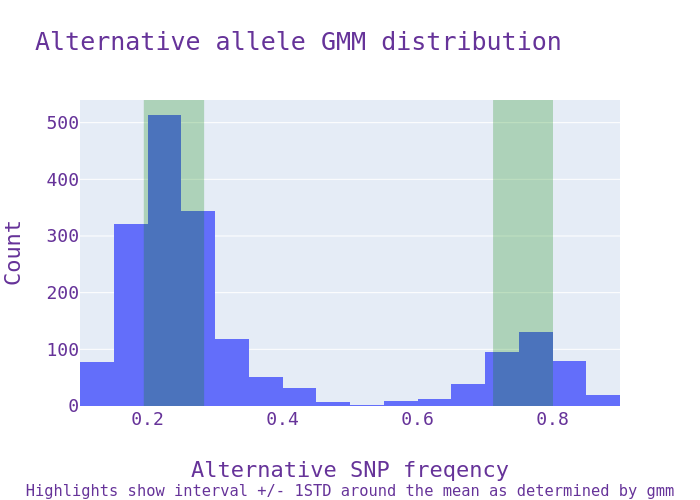 Alternative allele GMM distribution
Count
500
400
300
200
100
0
0.2 0.4 0.6 0.8
Alternative SNP freqency
Highlights show interval +/- 1STD around the mean as determined by gmm